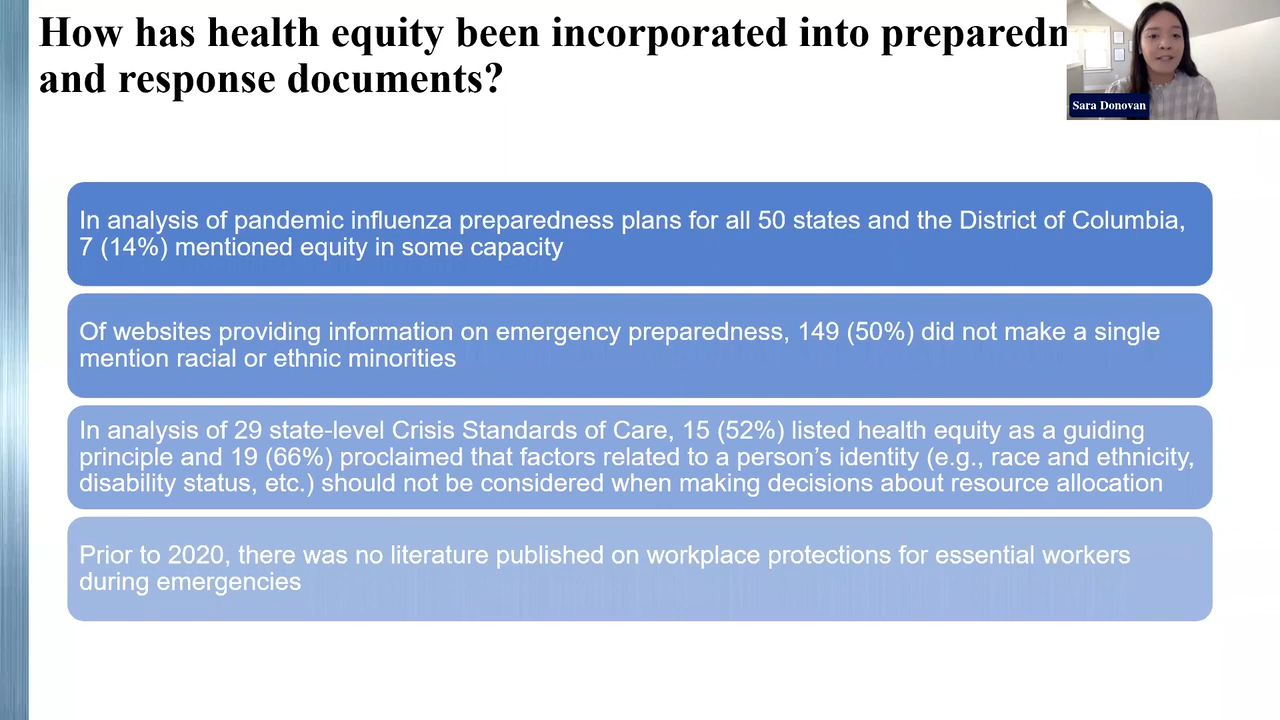 How has health equity been incorporated into preparedn
and response documents?
Sara Donovan
In analysis of pandemic influenza preparedness plans for all 50 states and the District of Columbia,
7 (14%) mentioned equity in some capacity
Of websites providing information on emergency preparedness, 149 (50%) did not make a single
mention racial or ethnic minorities
In analysis of 29 state-level Crisis Standards of Care, 15 (52%) listed health equity as a guiding
principle and 19 (66%) proclaimed that factors related to a person’s identity (e.g., race and ethnicity,
disability status, etc.) should not be considered when making decisions about resource allocation
Prior to 2020, there was no literature published on workplace protections for essential workers
during emergencies